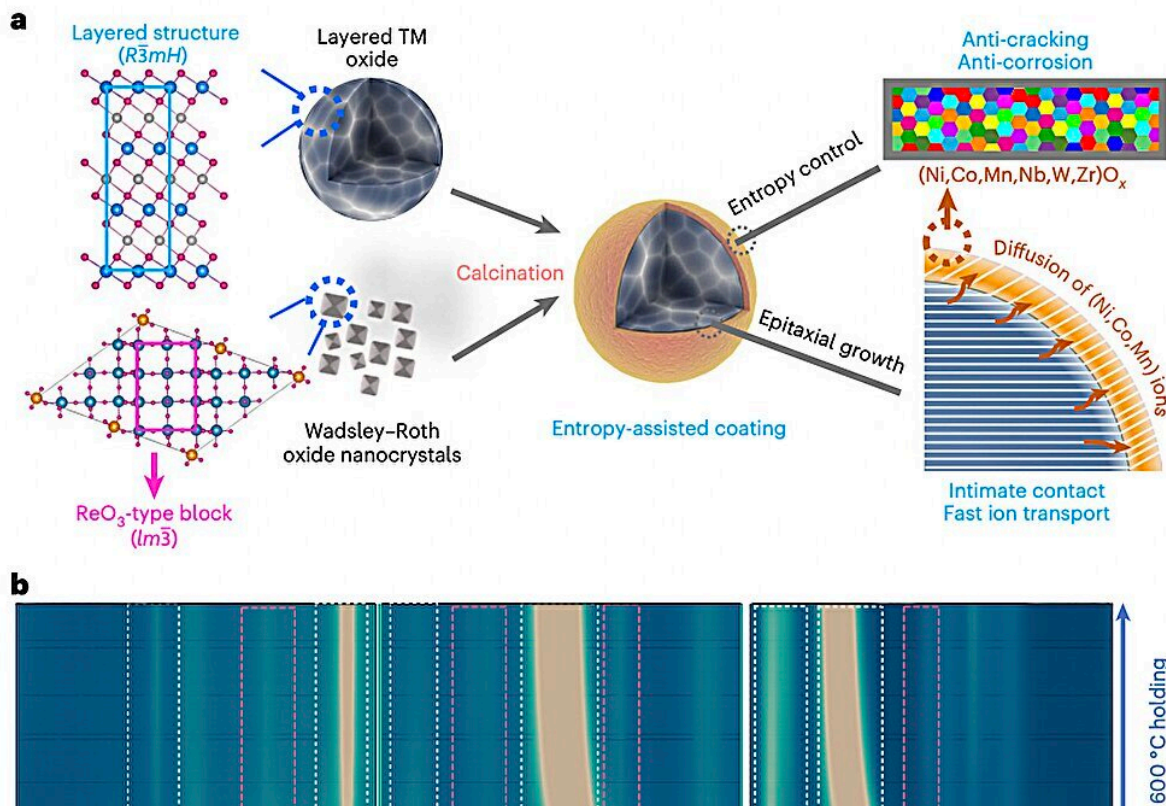 a
Layered structure
(R3̅mH)
Layered TM
oxide
Anti-cracking
Anti-corrosion
Entropy control
(Ni,Co,Mn,Nb,W,Zr)Oₓ
Calcination
Diffusion of (Ni,Co,Mn) ions
Epitaxial growth
Wadsley–Roth
oxide nanocrystals
Entropy-assisted coating
Intimate contact
Fast ion transport
ReO₃-type block
(lm3̅)
b
600 °C holding